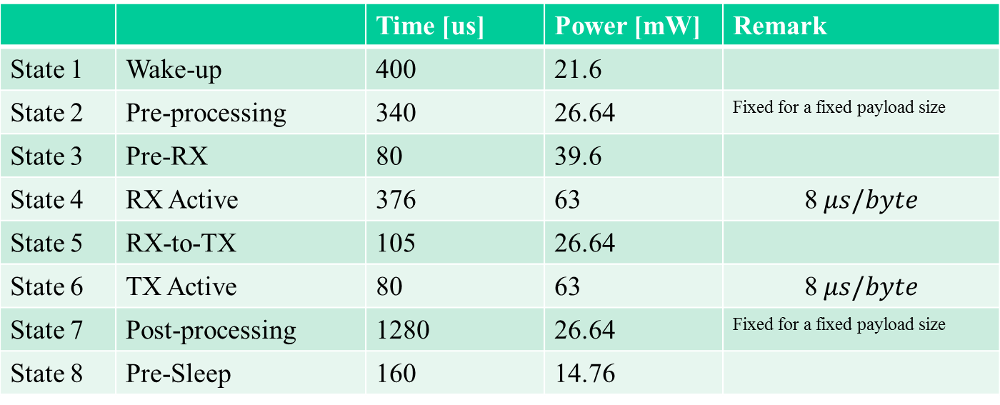 Time [us] Power [mW] Remark
State 1 Wake-up 400 21.6
State 2 Pre-processing 340 26.64 Fixed for a fixed payload size
State 3 Pre-RX 80 39.6
State 4 RX Active 376 63 8 μs/byte
State 5 RX-to-TX 105 26.64
State 6 TX Active 80 63 8 μs/byte
State 7 Post-processing 1280 26.64 Fixed for a fixed payload size
State 8 Pre-Sleep 160 14.76